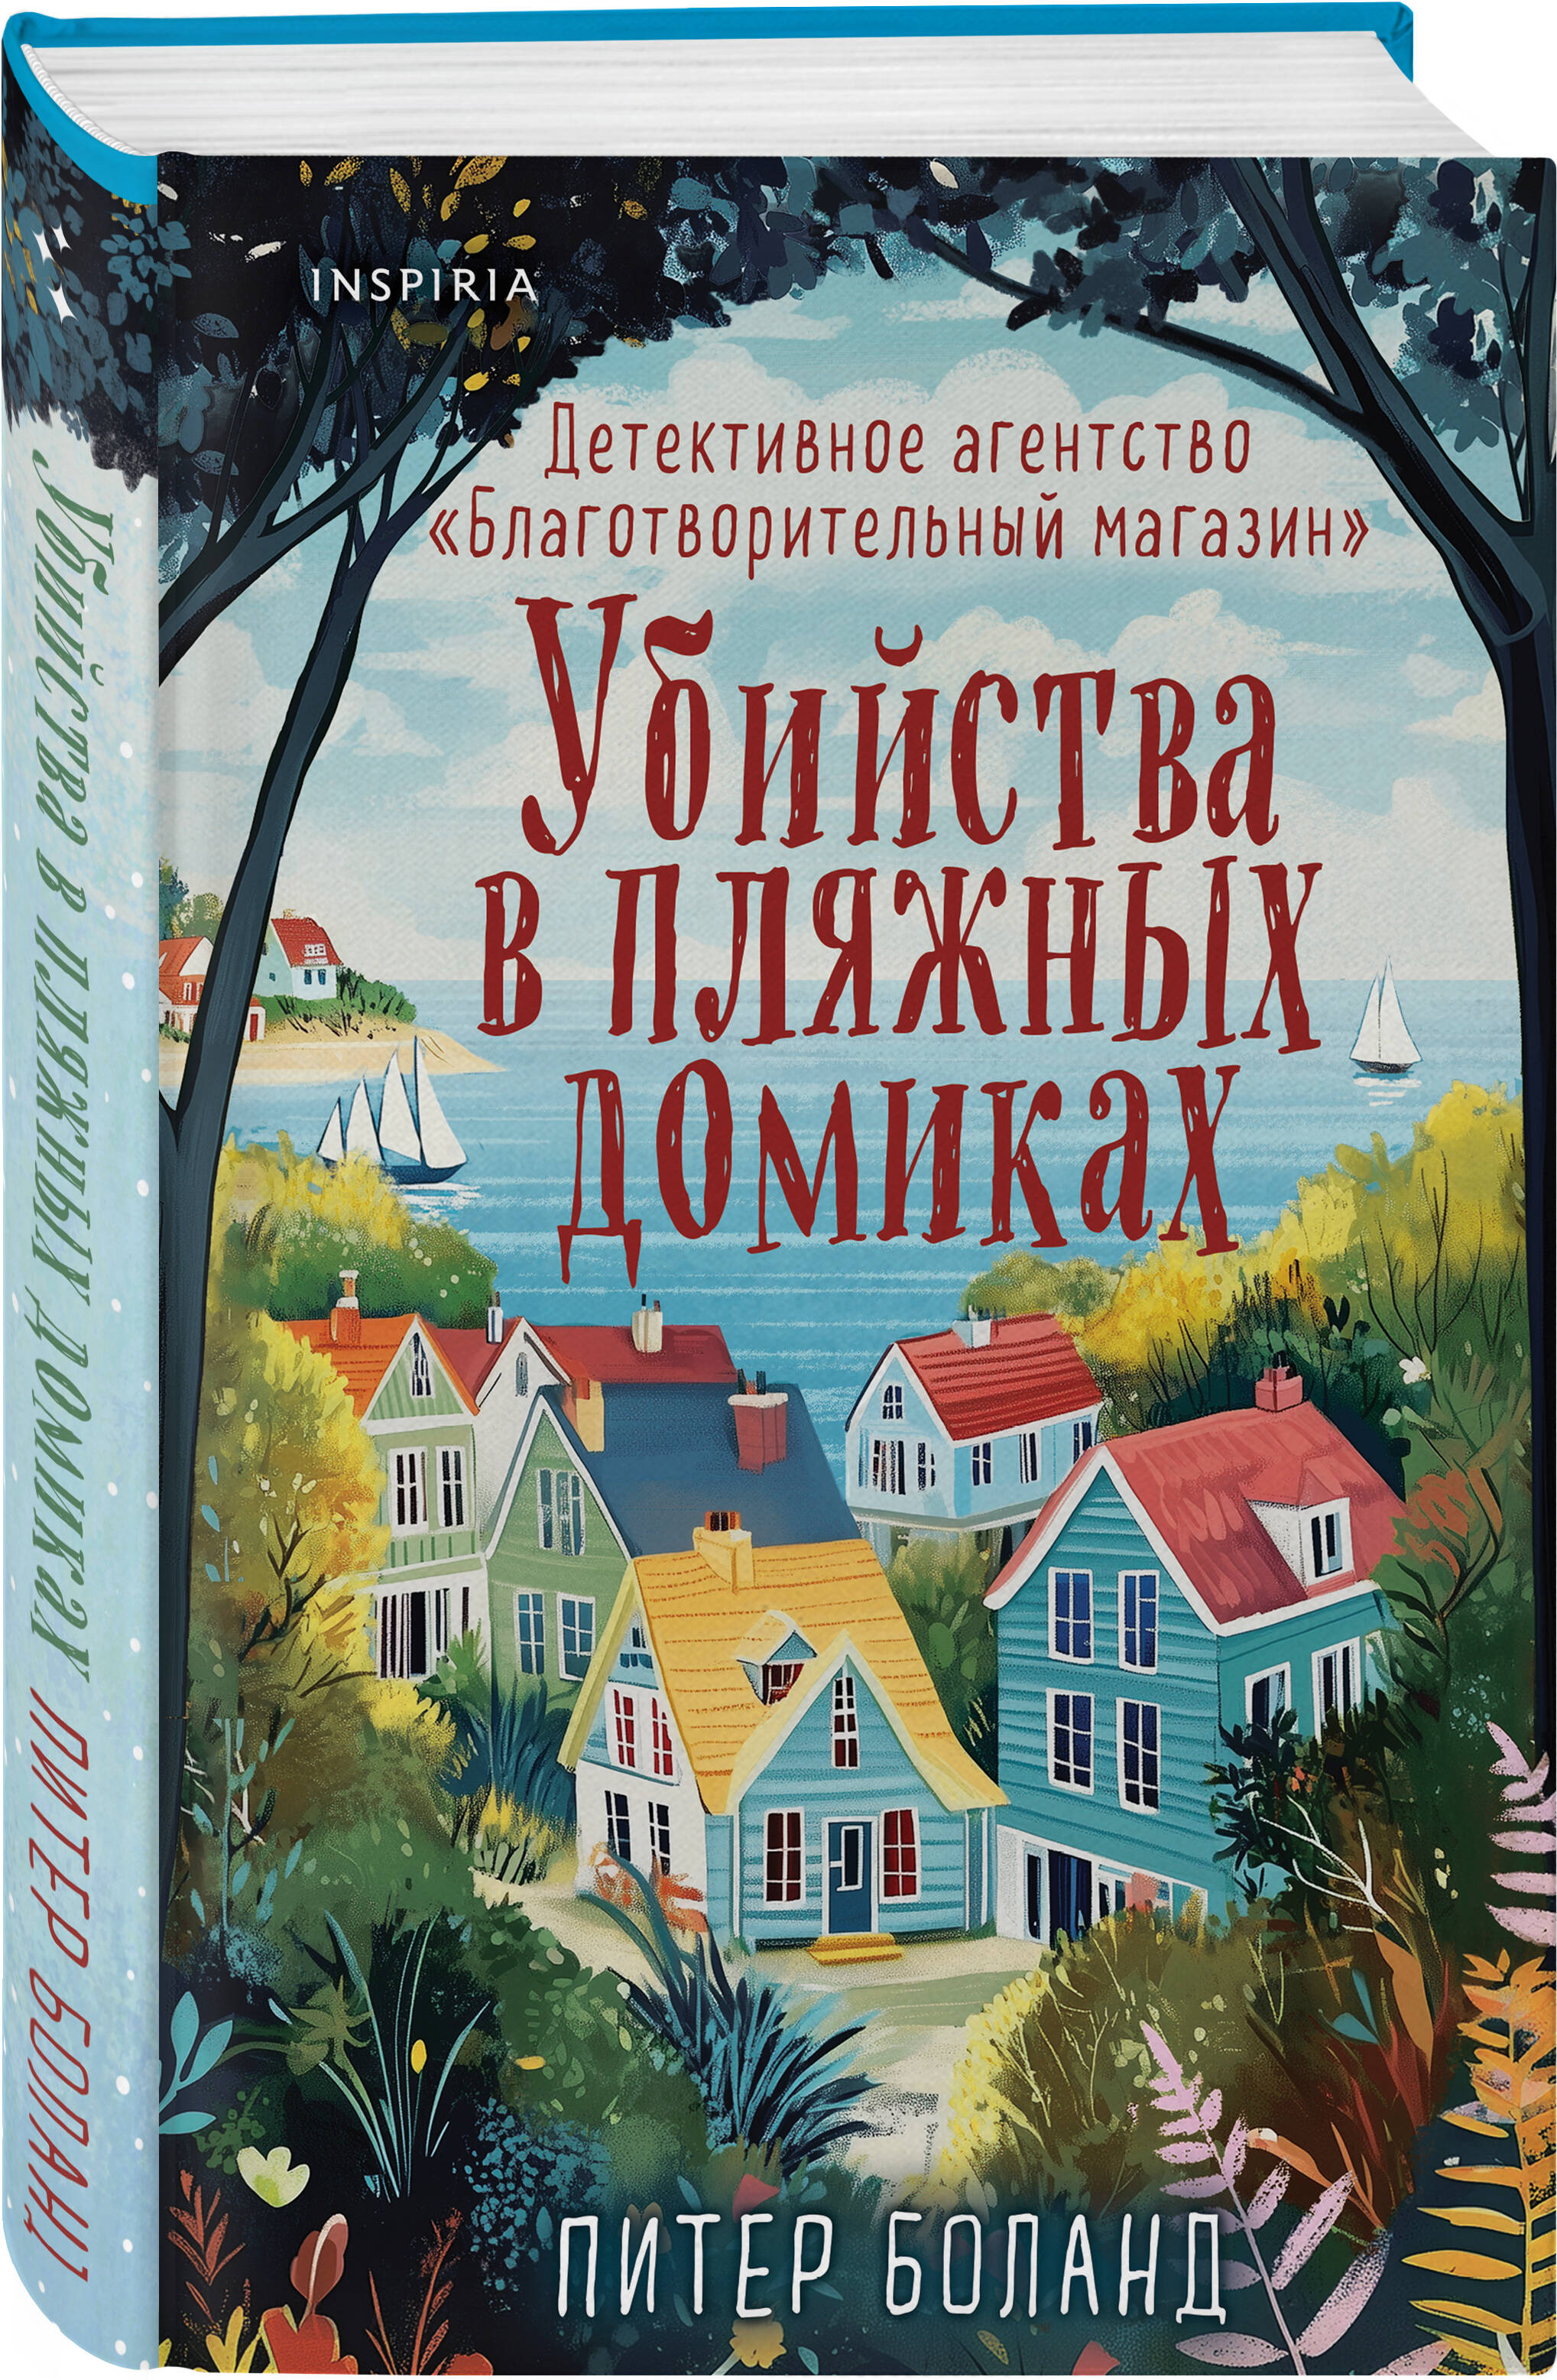 INSPIRIA
Детективное агентство
«Благотворительный магазин»
Убийства
в пляжных
домиках
ПИТЕР БОЛАНД
Убийства в пляжных домиках ПИТЕР БОЛАНД